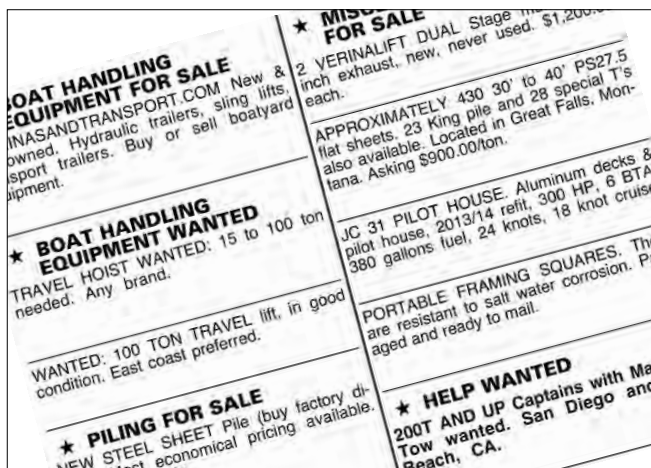 BOAT HANDLING
EQUIPMENT FOR SALE
INASANDTRANSPORT.COM New &
owned. Hydraulic trailers, sling lifts,
nsport trailers. Buy or sell boatyard
uipment.
★ BOAT HANDLING
EQUIPMENT WANTED
TRAVEL HOIST WANTED: 15 to 100 ton
needed. Any brand.
WANTED: 100 TON TRAVEL lift, in good
condition. East coast preferred.
★ PILING FOR SALE
NEW STEEL SHEET Pile (buy factory di-
economical pricing available.
★
FOR SALE
2 VERINALIFT DUAL Stage
inch exhaust, new, never used. $1,200.
each.
APPROXIMATELY 430 30' to 40' PS27.5
flat sheets. 23 King pile and 28 special T's
also available. Located in Great Falls, Mon-
tana. Asking $900.00/ton.
JC 31 PILOT HOUSE. Aluminum decks &
pilot house, 2013/14 refit, 300 HP, 6 BTA
380 gallons fuel, 24 knots, 18 knot cruise
PORTABLE FRAMING SQUARES. Thi
are resistant to salt water corrosion. P
aged and ready to mail.
★ HELP WANTED
200T AND UP Captains with Ma
Tow wanted. San Diego and
Beach, CA.